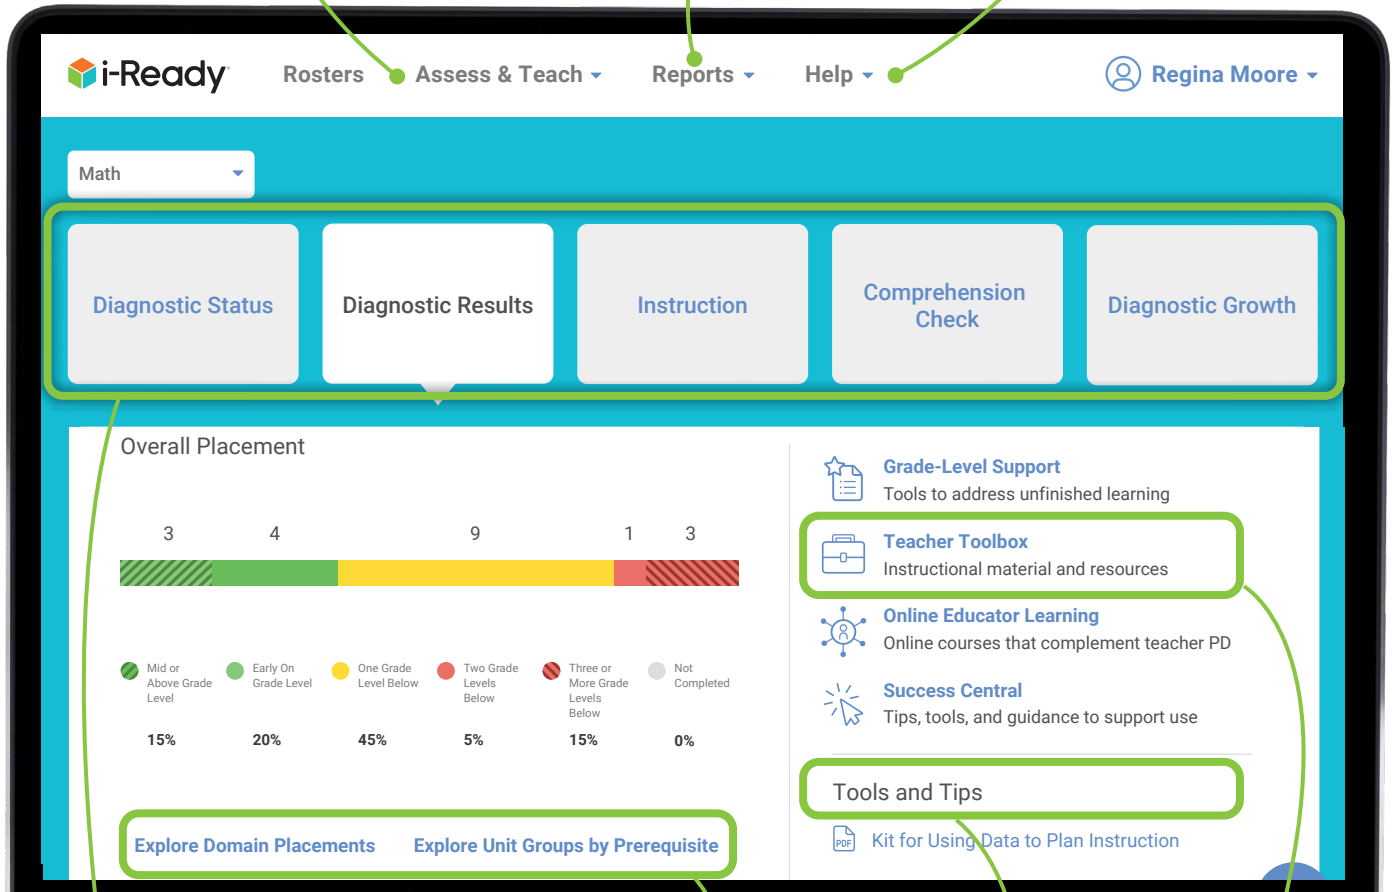 i-Ready
Rosters
Assess & Teach
Reports
Help
Regina Moore
Math
Diagnostic Status
Diagnostic Results
Instruction
Comprehension
Check
Diagnostic Growth
Overall Placement
3 4 9 1 3
Mid or
Above Grade
Level
15%
Early On
Grade Level
20%
One Grade
Level Below
45%
Two Grade
Levels
Below
5%
Three or
More Grade
Levels
Below
15%
Not
Completed
0%
Explore Domain Placements
Explore Unit Groups by Prerequisite
Grade-Level Support
Tools to address unfinished learning
Teacher Toolbox
Instructional material and resources
Online Educator Learning
Online courses that complement teacher PD
Success Central
Tips, tools, and guidance to support use
Tools and Tips
PDF
Kit for Using Data to Plan Instruction